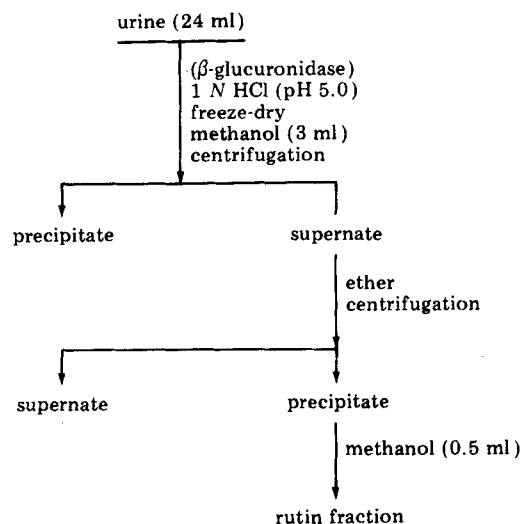 urine (24 ml)
(β-glucuronidase)
1 N HCl (pH 5.0)
freeze-dry
methanol (3 ml)
centrifugation
precipitate
supernate
ether
centrifugation
supernate
precipitate
methanol (0.5 ml)
rutin fraction